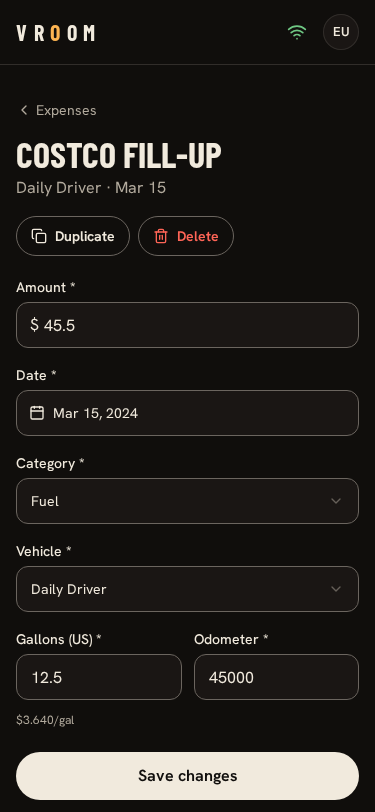 VROOM
EU
Expenses
COSTCO FILL-UP
Daily Driver · Mar 15
Duplicate
Delete
Amount *
$ 45.5
Date *
Mar 15, 2024
Category *
Fuel
Vehicle *
Daily Driver
Gallons (US) * Odometer *
12.5 45000
$3.640/gal
Save changes